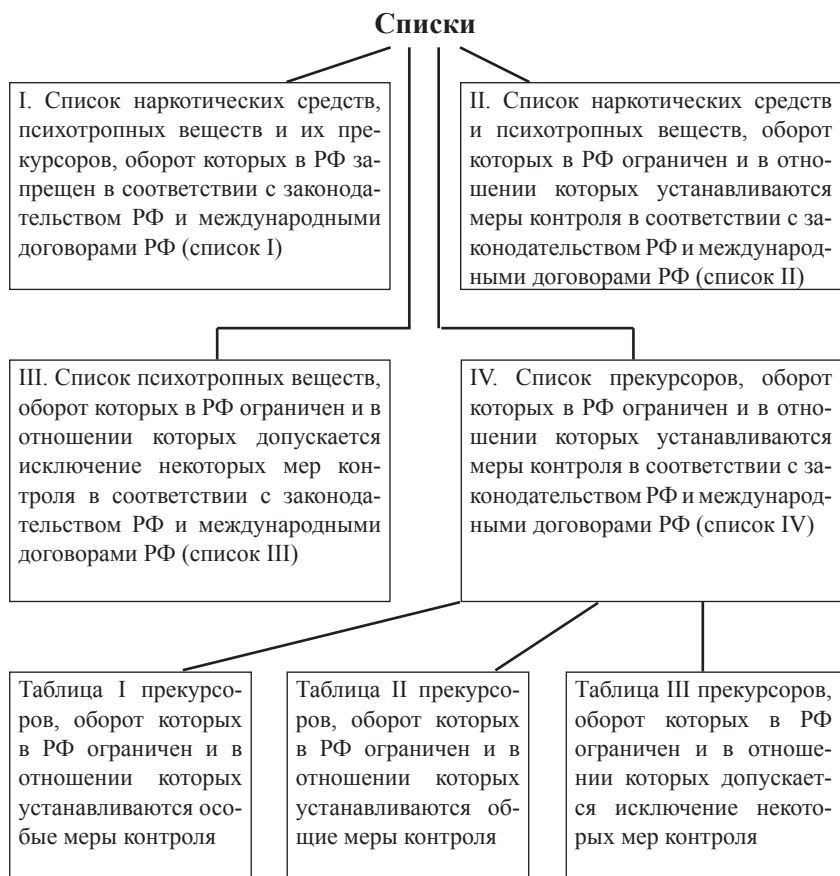 Списки
I. Список наркотических средств,
психотропных веществ и их пре-
курсоров, оборот которых в РФ за-
прещен в соответствии с законода-
тельством РФ и международными
договорами РФ (список I)
II. Список наркотических средств
и психотропных веществ, оборот
которых в РФ ограничен и в отно-
шении которых устанавливаются
меры контроля в соответствии с за-
конодательством РФ и международ-
ными договорами РФ (список II)
III. Список психотропных веществ,
оборот которых в РФ ограничен и в
отношении которых допускается
исключение некоторых мер кон-
троля в соответствии с законода-
тельством РФ и международными
договорами РФ (список III)
IV. Список прекурсоров, оборот
которых в РФ ограничен и в отно-
шении которых устанавливаются
меры контроля в соответствии с за-
конодательством РФ и международ-
ными договорами РФ (список IV)
Таблица I прекурсо-
ров, оборот которых
в РФ ограничен и в
отношении которых
устанавливаются осо-
бые меры контроля
Таблица II прекурсо-
ров, оборот которых
в РФ ограничен и в
отношении которых
устанавливаются об-
щие меры контроля
Таблица III прекурсоров,
оборот которых в РФ
ограничен и в отноше-
нии которых допускает-
ся исключение некото-
рых мер контроля